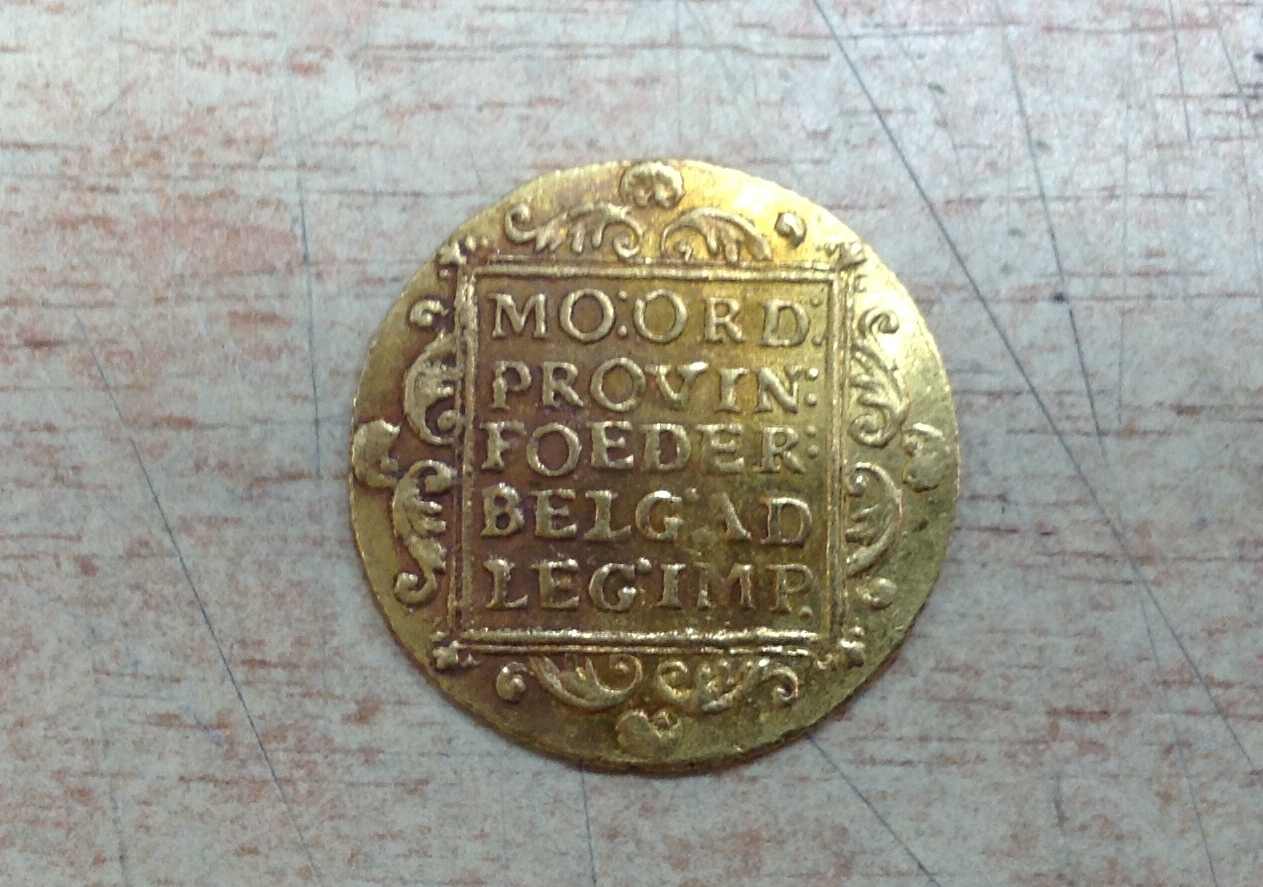 MO:ORD:
PROVIN:
FOEDER:
BELG·AD
LEG·IMP.